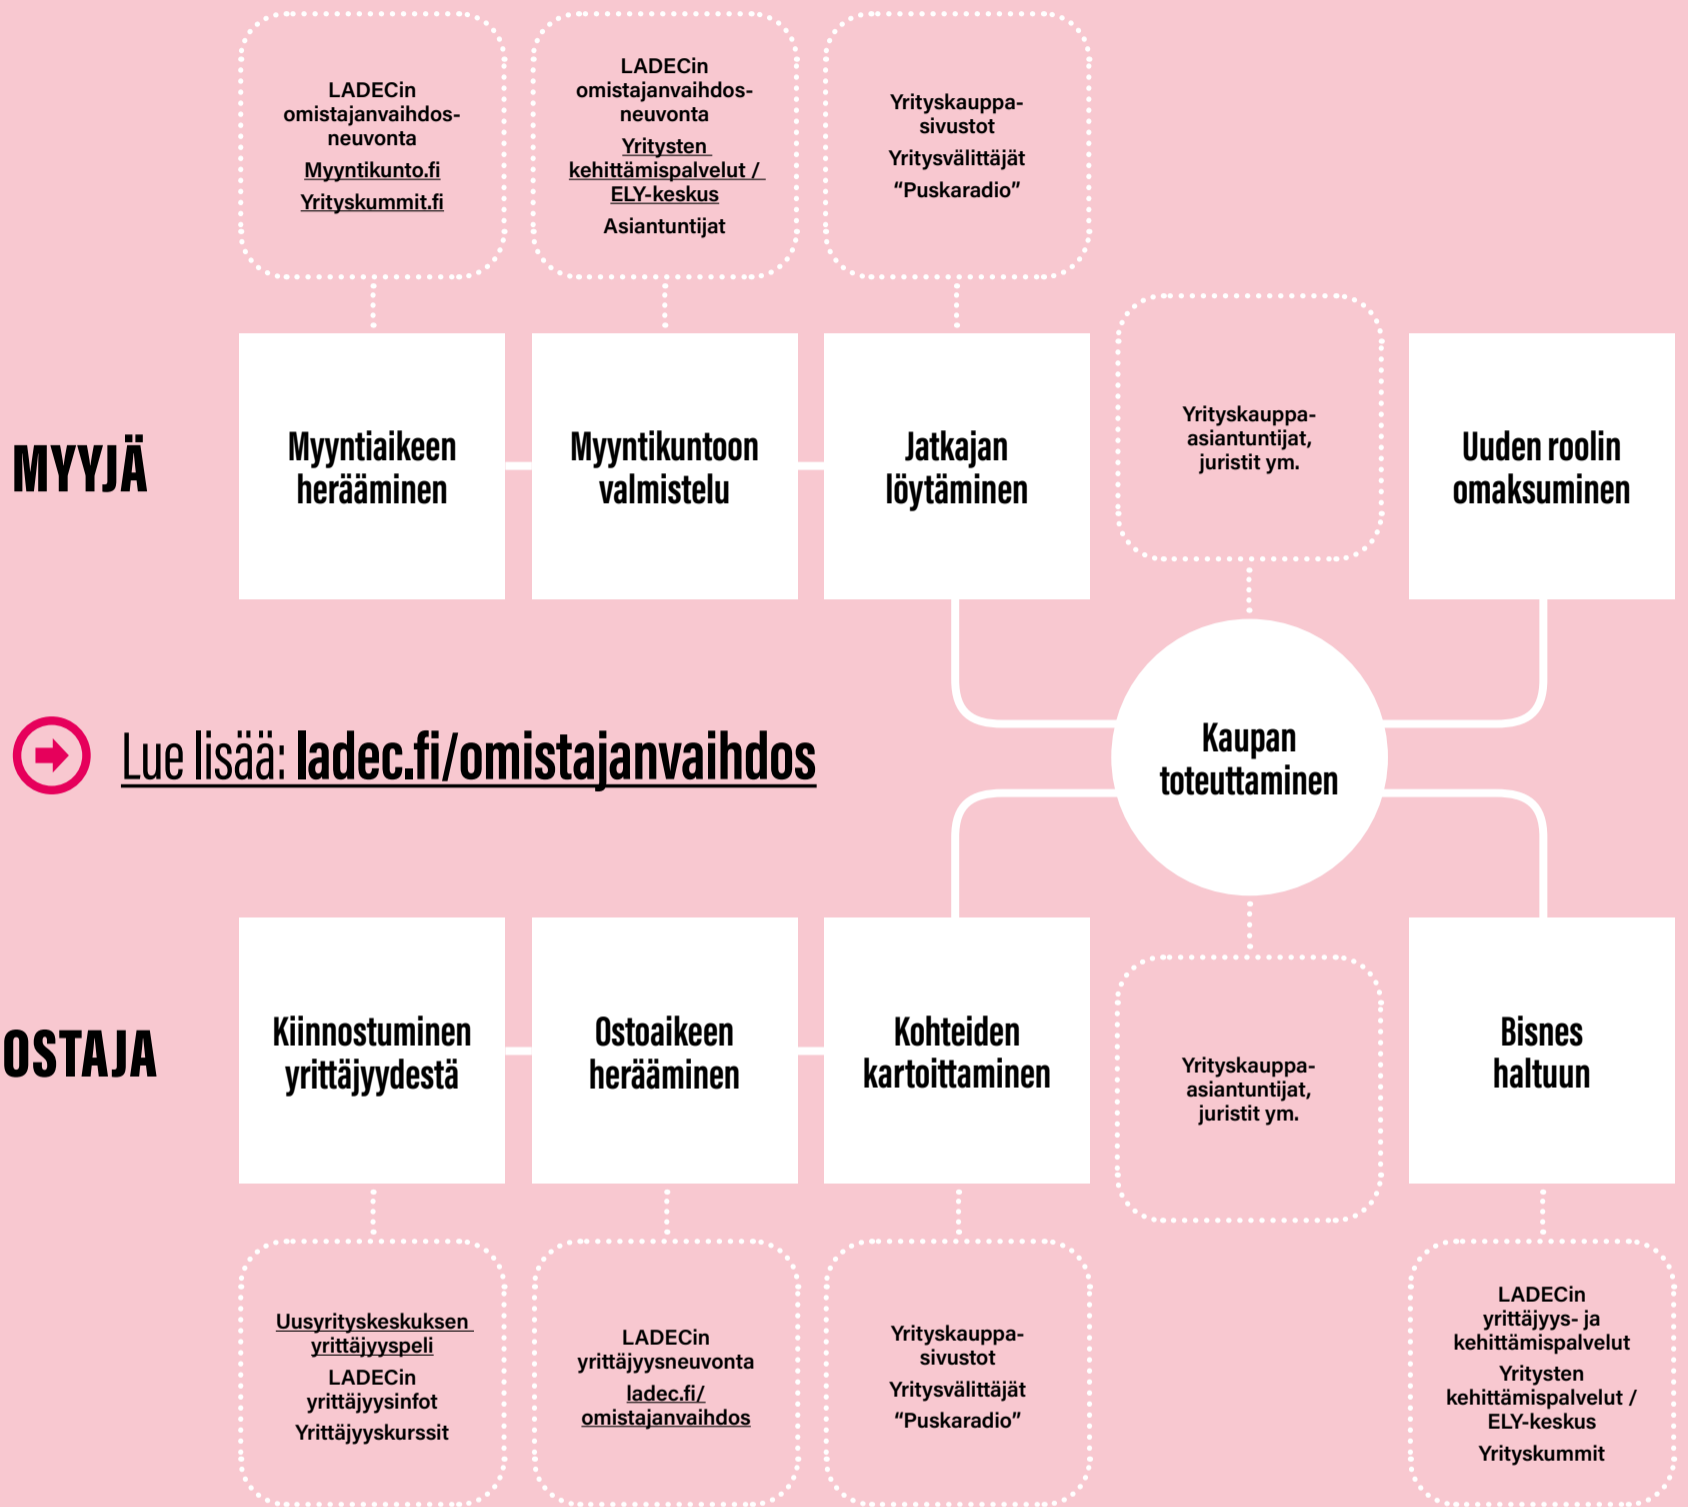 LADECin
omistajanvaihdos-
neuvonta
Myyntikunto.fi
Yrityskummit.fi
LADECin
omistajanvaihdos-
neuvonta
Yritysten
kehittämispalvelut /
ELY-keskus
Asiantuntijat
Yrityskauppa-
sivustot
Yritysvälittäjät
“Puskaradio”
MYYJÄ
Myyntiaikeen
herääminen
Myyntikuntoon
valmistelu
Jatkajan
löytäminen
Yrityskauppa-
asiantuntijat,
juristit ym.
Uuden roolin
omaksuminen
Lue lisää: ladec.fi/omistajanvaihdos
Kaupan
toteuttaminen
OSTAJA
Kiinnostuminen
yrittäjyydestä
Ostoaikeen
herääminen
Kohteiden
kartoittaminen
Yrityskauppa-
asiantuntijat,
juristit ym.
Bisnes
haltuun
Uusyrityskeskuksen
yrittäjyyspeli
LADECin
yrittäjyysinfot
Yrittäjyyskurssit
LADECin
yrittäjyysneuvonta
ladec.fi/
omistajanvaihdos
Yrityskauppa-
sivustot
Yritysvälittäjät
“Puskaradio”
LADECin
yrittäjyys- ja
kehittämispalvelut
Yritysten
kehittämispalvelut /
ELY-keskus
Yrityskummit